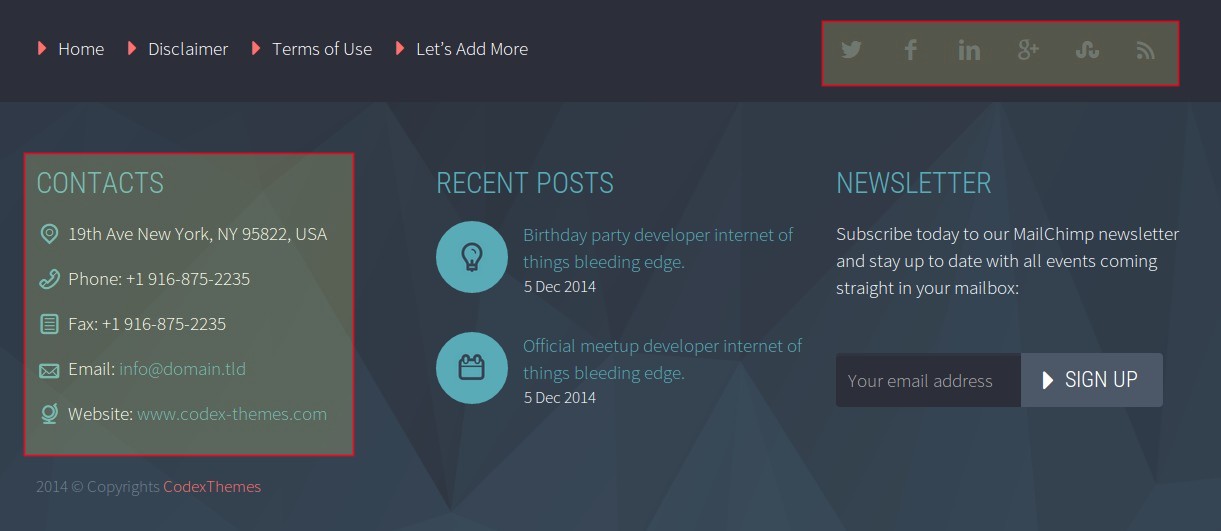 Home Disclaimer Terms of Use Let's Add More
CONTACTS
19th Ave New York, NY 95822, USA
Phone: +1 916-875-2235
Fax: +1 916-875-2235
Email: info@domain.tld
Website: www.codex-themes.com
RECENT POSTS
Birthday party developer internet of
things bleeding edge.
5 Dec 2014
Official meetup developer internet of
things bleeding edge.
5 Dec 2014
NEWSLETTER
Subscribe today to our MailChimp newsletter
and stay up to date with all events coming
straight in your mailbox:
Your email address SIGN UP
2014 © Copyrights CodexThemes